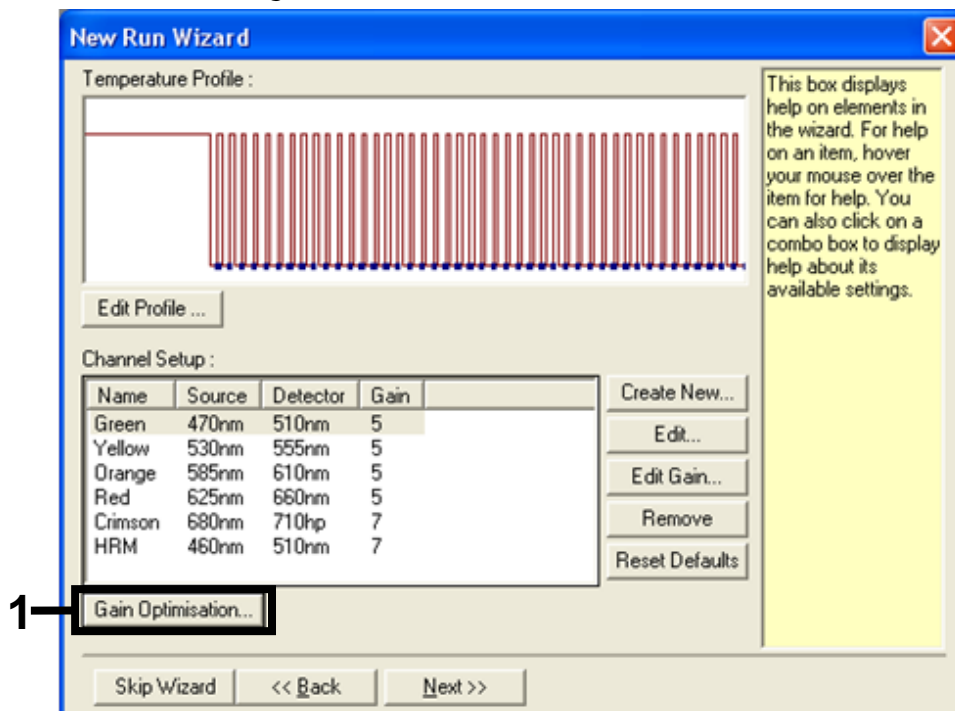 New Run Wizard
Temperature Profile :
This box displays
help on elements in
the wizard. For help
on an item, hover
your mouse over the
item for help. You
can also click on a
combo box to display
help about its
available settings.
Edit Profile ...
Channel Setup :
Name Source Detector Gain
Green 470nm 510nm 5
Yellow 530nm 555nm 5
Orange 585nm 610nm 5
Red 625nm 660nm 5
Crimson 680nm 710hp 7
HRM 460nm 510nm 7
Create New...
Edit...
Edit Gain...
Remove
Reset Defaults
1
Gain Optimisation...
Skip Wizard
<< Back
Next >>